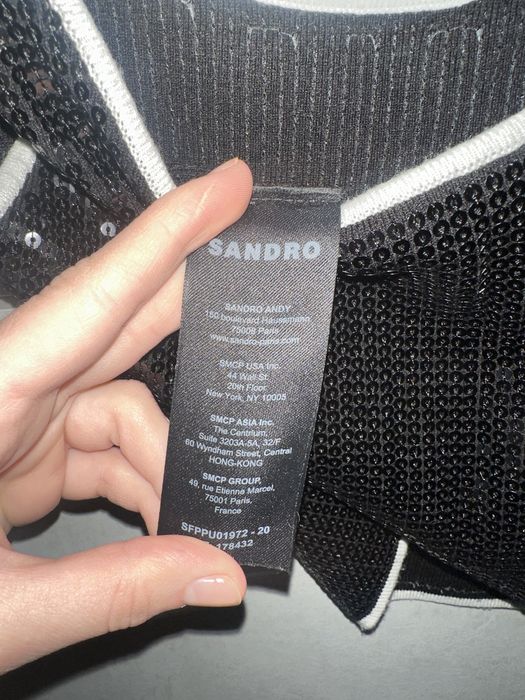 SANDRO
SANDRO ANDY
150 boulevard Haussmann,
75008 Paris
www.sandro-paris.com
SMCP USA Inc.
44 Wall St.
20th Floor
New York, NY 10005
SMCP ASIA Inc.
The Centrium,
Suite 3203A-5A, 32/F
60 Wyndham Street, Central
HONG-KONG
SMCP GROUP,
49, rue Etienne Marcel,
75001 Paris,
France
SFPPU01972 - 20
178432